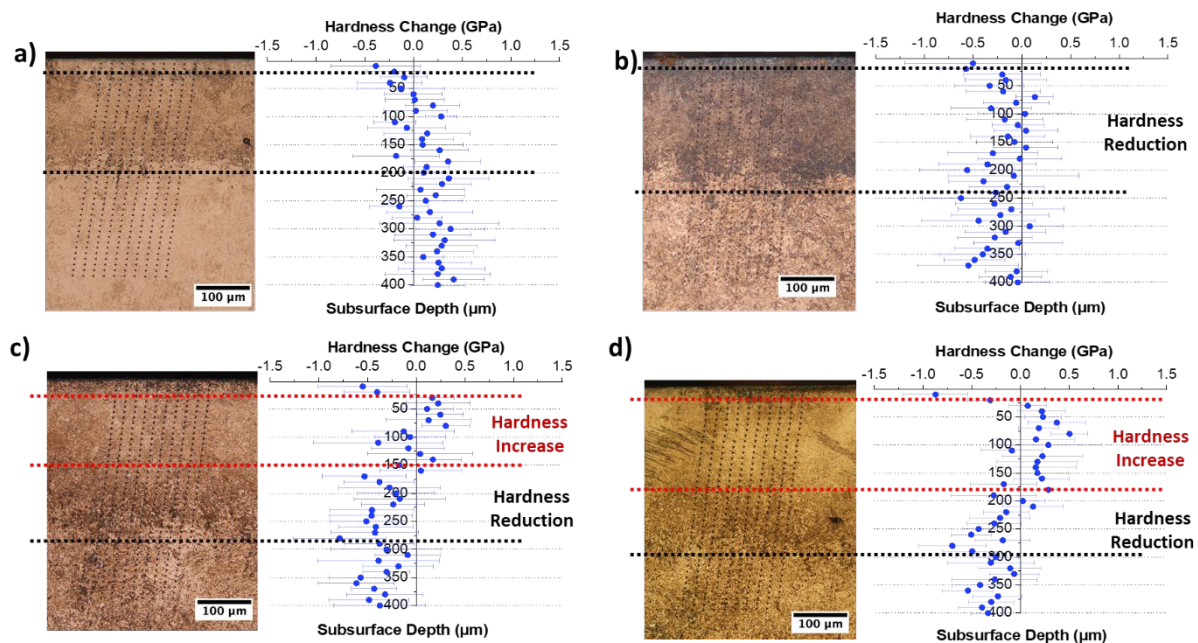 a)
Hardness Change (GPa)
-1.5 -1.0 -0.5 0.0 0.5 1.0 1.5
50
100
150
200
250
300
350
400
100 µm
Subsurface Depth (µm)
b)
Hardness Change (GPa)
-1.5 -1.0 -0.5 0.0 0.5 1.0 1.5
50
100
150
200
250
300
350
400
Hardness
Reduction
100 µm
Subsurface Depth (µm)
c)
Hardness Change (GPa)
-1.5 -1.0 -0.5 0.0 0.5 1.0 1.5
50
100
150
200
250
300
350
400
Hardness
Increase
Hardness
Reduction
100 µm
Subsurface Depth (µm)
d)
Hardness Change (GPa)
-1.5 -1.0 -0.5 0.0 0.5 1.0 1.5
50
100
150
200
250
300
350
400
Hardness
Increase
Hardness
Reduction
100 µm
Subsurface Depth (µm)